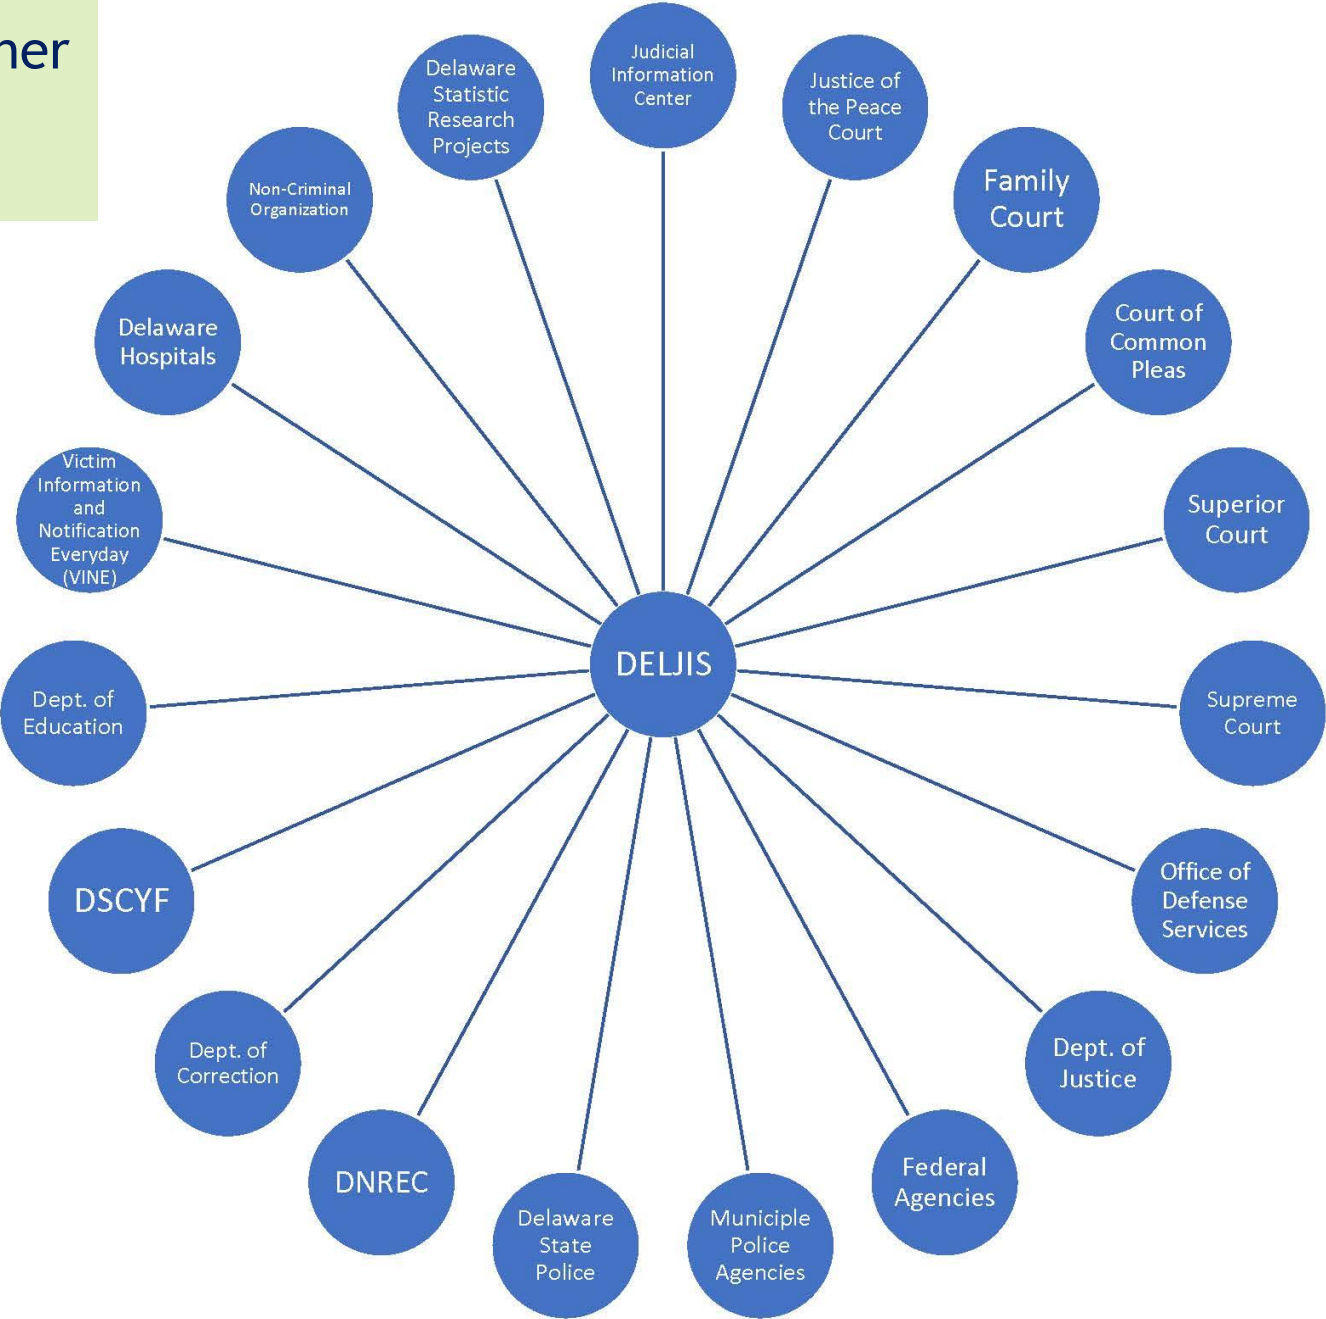 Judicial
Information
Center
Justice of
the Peace
Court
Family
Court
Court of
Common
Pleas
Superior
Court
Supreme
Court
Office of
Defense
Services
Dept. of
Justice
Federal
Agencies
Municiple
Police
Agencies
Delaware
State
Police
DNREC
Dept. of
Correction
DSCYF
Dept. of
Education
Victim
Information
and
Notification
Everyday
(VINE)
Delaware
Hospitals
Non-Criminal
Organization
Delaware
Statistic
Research
Projects
DELJIS